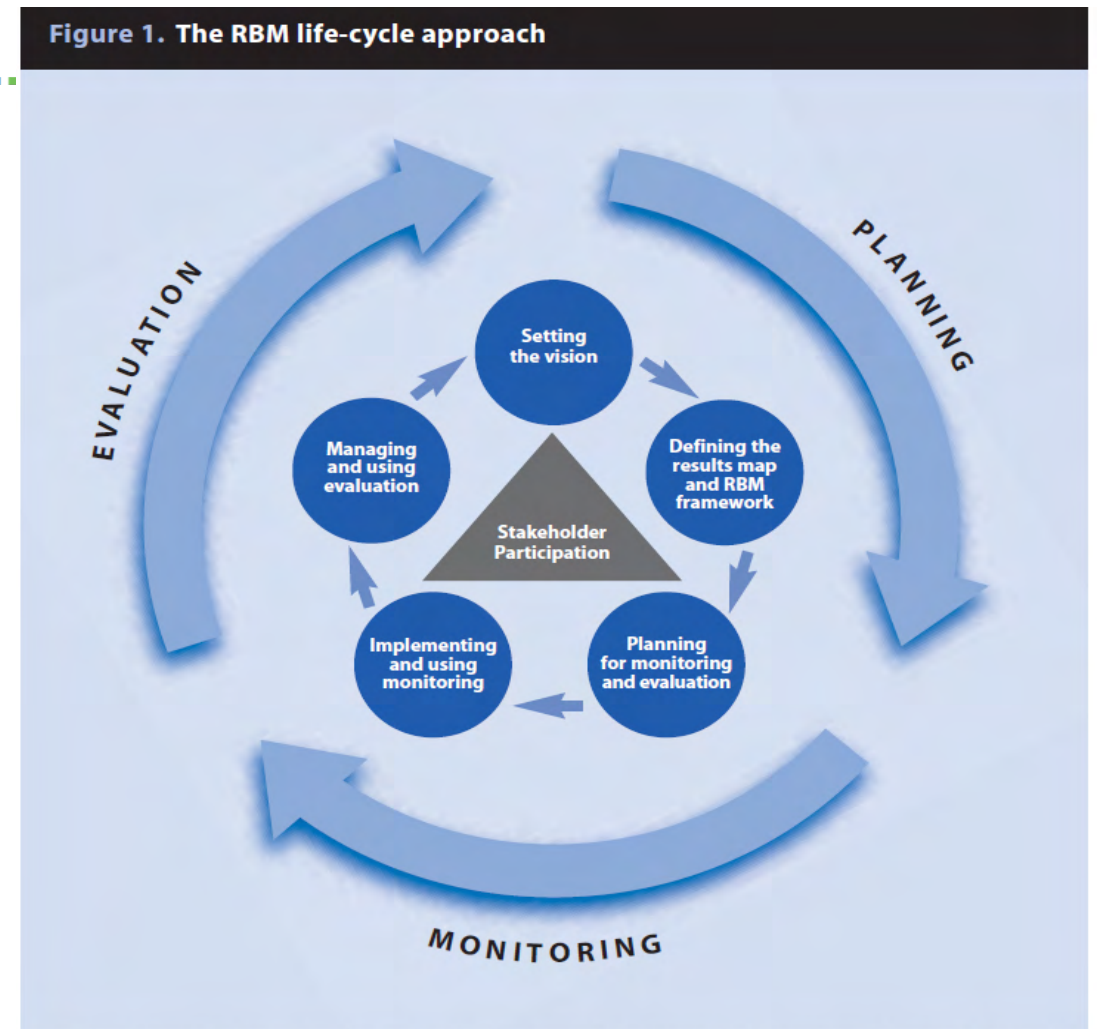 Figure 1. The RBM life-cycle approach
PLANNING
EVALUATION
Setting
the vision
Defining the
results map
and RBM
framework
Managing
and using
evaluation
Stakeholder
Participation
Planning
for monitoring
and evaluation
Implementing
and using
monitoring
MONITORING